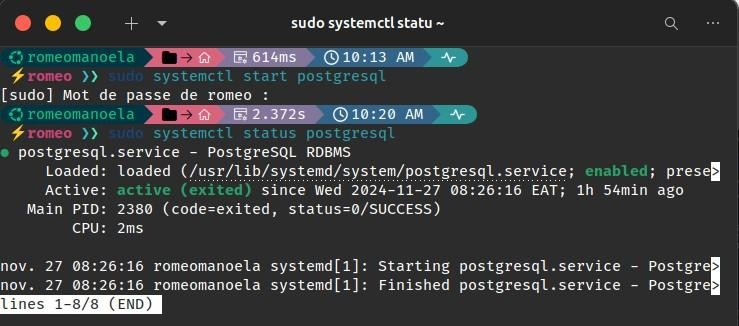 sudo systemctl statu ~
romeomanoela 614ms 10:13 AM
romeo ❯❯ sudo systemctl start postgresql
[sudo] Mot de passe de romeo :
romeomanoela 2.372s 10:20 AM
romeo ❯❯ sudo systemctl status postgresql
● postgresql.service - PostgreSQL RDBMS
Loaded: loaded (/usr/lib/systemd/system/postgresql.service; enabled; prese>
Active: active (exited) since Wed 2024-11-27 08:26:16 EAT; 1h 54min ago
Main PID: 2380 (code=exited, status=0/SUCCESS)
CPU: 2ms
nov. 27 08:26:16 romeomanoela systemd[1]: Starting postgresql.service - Postgre>
nov. 27 08:26:16 romeomanoela systemd[1]: Finished postgresql.service - Postgre>
lines 1-8/8 (END)